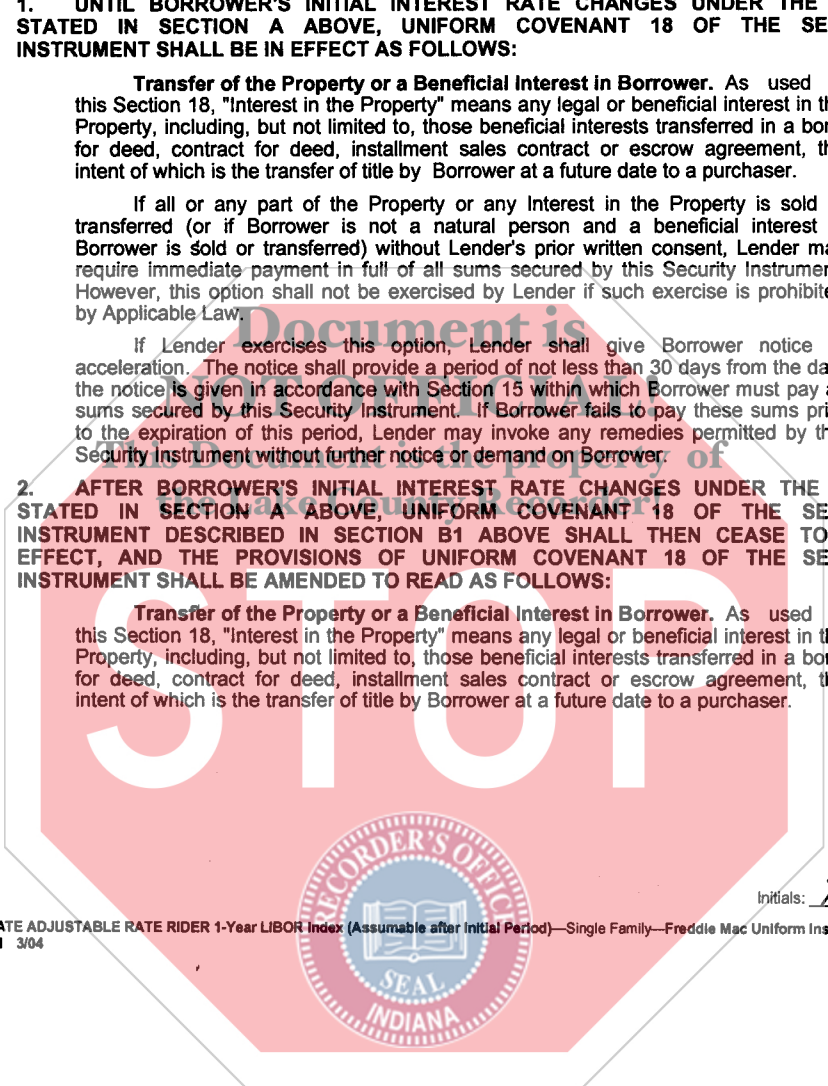 1. UNTIL BORROWER'S INITIAL INTEREST RATE CHANGES UNDER THE
STATED IN SECTION A ABOVE, UNIFORM COVENANT 18 OF THE SE
INSTRUMENT SHALL BE IN EFFECT AS FOLLOWS:
Transfer of the Property or a Beneficial Interest in Borrower. As used
this Section 18, "Interest in the Property" means any legal or beneficial interest in th
Property, including, but not limited to, those beneficial interests transferred in a bon
for deed, contract for deed, installment sales contract or escrow agreement, th
intent of which is the transfer of title by Borrower at a future date to a purchaser.
If all or any part of the Property or any Interest in the Property is sold
transferred (or if Borrower is not a natural person and a beneficial interest
Borrower is sold or transferred) without Lender's prior written consent, Lender ma
require immediate payment in full of all sums secured by this Security Instrumen
However, this option shall not be exercised by Lender if such exercise is prohibite
by Applicable Law.
If Lender exercises this option, Lender shall give Borrower notice
acceleration. The notice shall provide a period of not less than 30 days from the da
the notice is given in accordance with Section 15 within which Borrower must pay a
sums secured by this Security Instrument. If Borrower fails to pay these sums pri
to the expiration of this period, Lender may invoke any remedies permitted by th
Security Instrument without further notice or demand on Borrower.
Document is
NOT OFFICIAL!
This Document is the property of
the Lake County Recorder!
2. AFTER BORROWER'S INITIAL INTEREST RATE CHANGES UNDER THE
STATED IN SECTION A ABOVE, UNIFORM COVENANT 18 OF THE SE
INSTRUMENT DESCRIBED IN SECTION B1 ABOVE SHALL THEN CEASE TO
EFFECT, AND THE PROVISIONS OF UNIFORM COVENANT 18 OF THE SE
INSTRUMENT SHALL BE AMENDED TO READ AS FOLLOWS:
Transfer of the Property or a Beneficial Interest in Borrower. As used
this Section 18, "Interest in the Property" means any legal or beneficial interest in th
Property, including, but not limited to, those beneficial interests transferred in a bon
for deed, contract for deed, installment sales contract or escrow agreement, th
intent of which is the transfer of title by Borrower at a future date to a purchaser.
STOP
RECORDER'S OFFICE
SEAL
INDIANA
Initials:
ATE ADJUSTABLE RATE RIDER 1-Year LIBOR Index (Assumable after Initial Period)—Single Family—Freddie Mac Uniform Ins
3/04